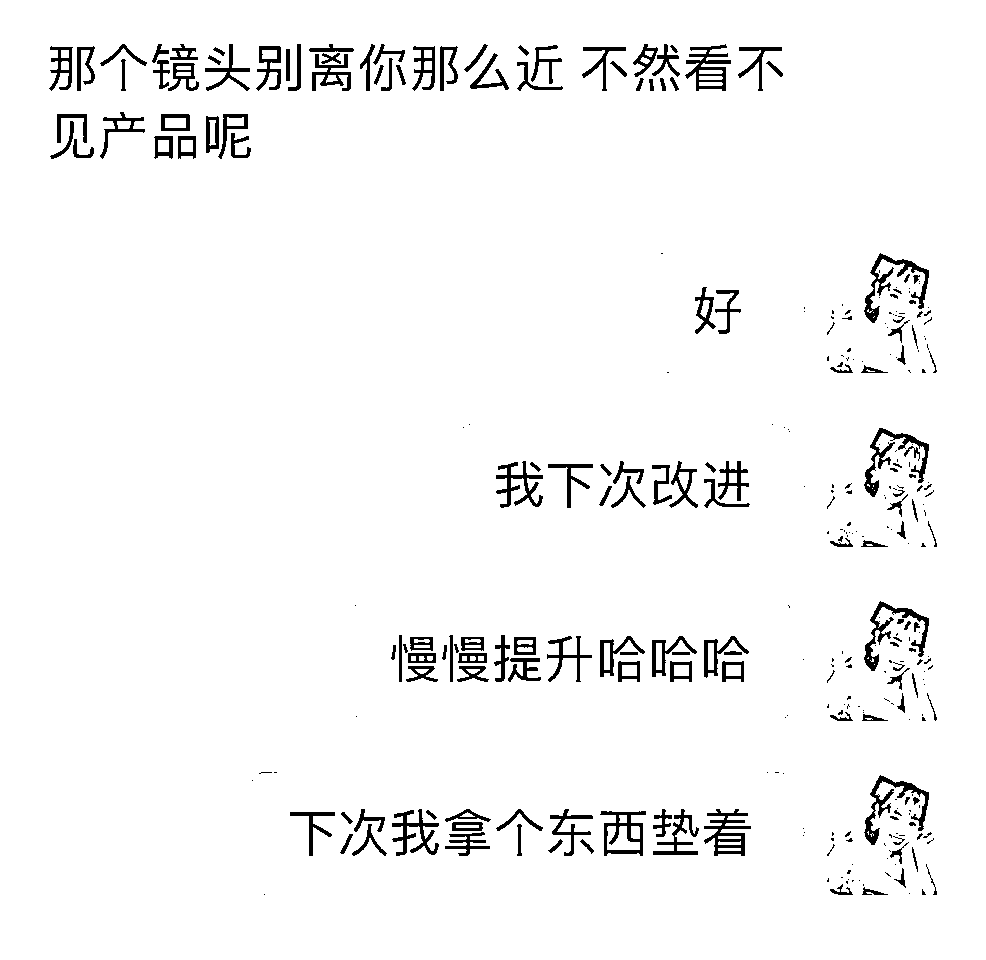 那个镜头别离你那么近 不然看不
见产品呢
好
我下次改进
慢慢提升哈哈哈
下次我拿个东西垫着